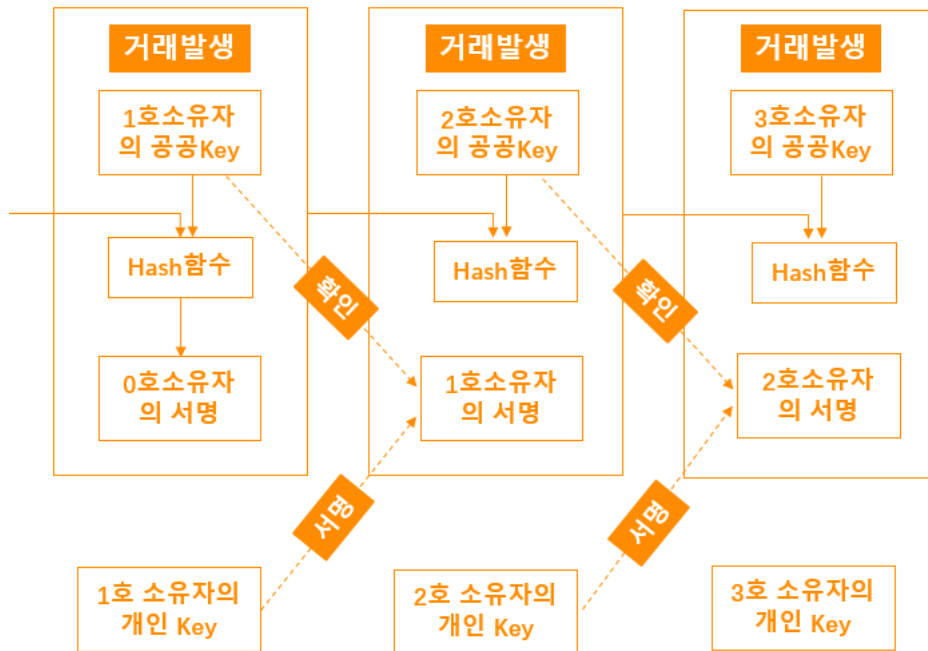 거래발생
거래발생
거래발생
1호소유자
의 공공Key
2호소유자
의 공공Key
3호소유자
의 공공Key
Hash함수
Hash함수
Hash함수
확인
확인
0호소유자
의 서명
1호소유자
의 서명
2호소유자
의 서명
서명
서명
1호 소유자의
개인 Key
2호 소유자의
개인 Key
3호 소유자의
개인 Key